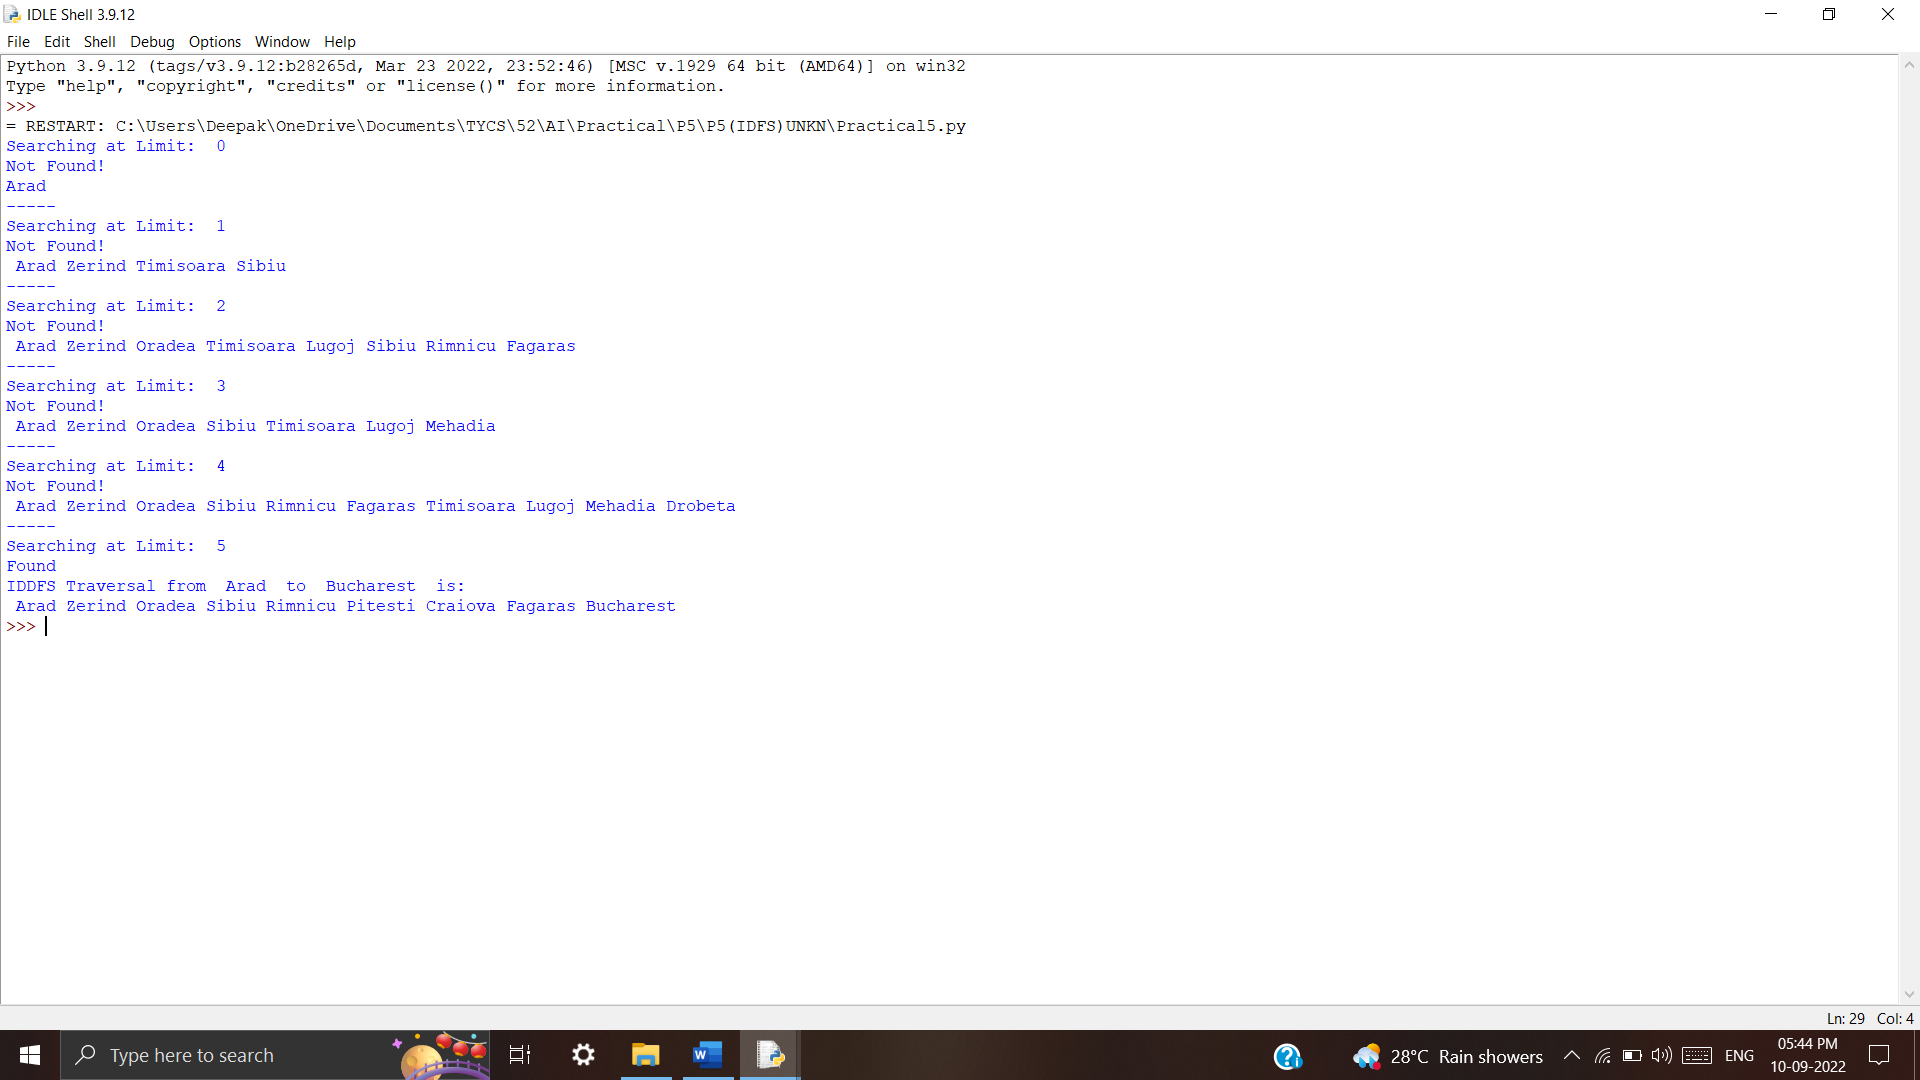 IDLE Shell 3.9.12
File Edit Shell Debug Options Window Help
Python 3.9.12 (tags/v3.9.12:b28265d, Mar 23 2022, 23:52:46) [MSC v.1929 64 bit (AMD64)] on win32
Type "help", "copyright", "credits" or "license()" for more information.
>>>
= RESTART: C:\Users\Deepak\OneDrive\Documents\TYCS\52\AI\Practical\P5\P5(IDFS)UNKN\Practical5.py
Searching at Limit:  0
Not Found!
Arad
-----
Searching at Limit:  1
Not Found!
 Arad Zerind Timisoara Sibiu
-----
Searching at Limit:  2
Not Found!
 Arad Zerind Oradea Timisoara Lugoj Sibiu Rimnicu Fagaras
-----
Searching at Limit:  3
Not Found!
 Arad Zerind Oradea Sibiu Timisoara Lugoj Mehadia
-----
Searching at Limit:  4
Not Found!
 Arad Zerind Oradea Sibiu Rimnicu Fagaras Timisoara Lugoj Mehadia Drobeta
-----
Searching at Limit:  5
Found
IDDFS Traversal from  Arad  to  Bucharest  is:
 Arad Zerind Oradea Sibiu Rimnicu Pitesti Craiova Fagaras Bucharest
>>>
Ln: 29 Col: 4
Type here to search
28°C Rain showers
ENG
05:44 PM
10-09-2022